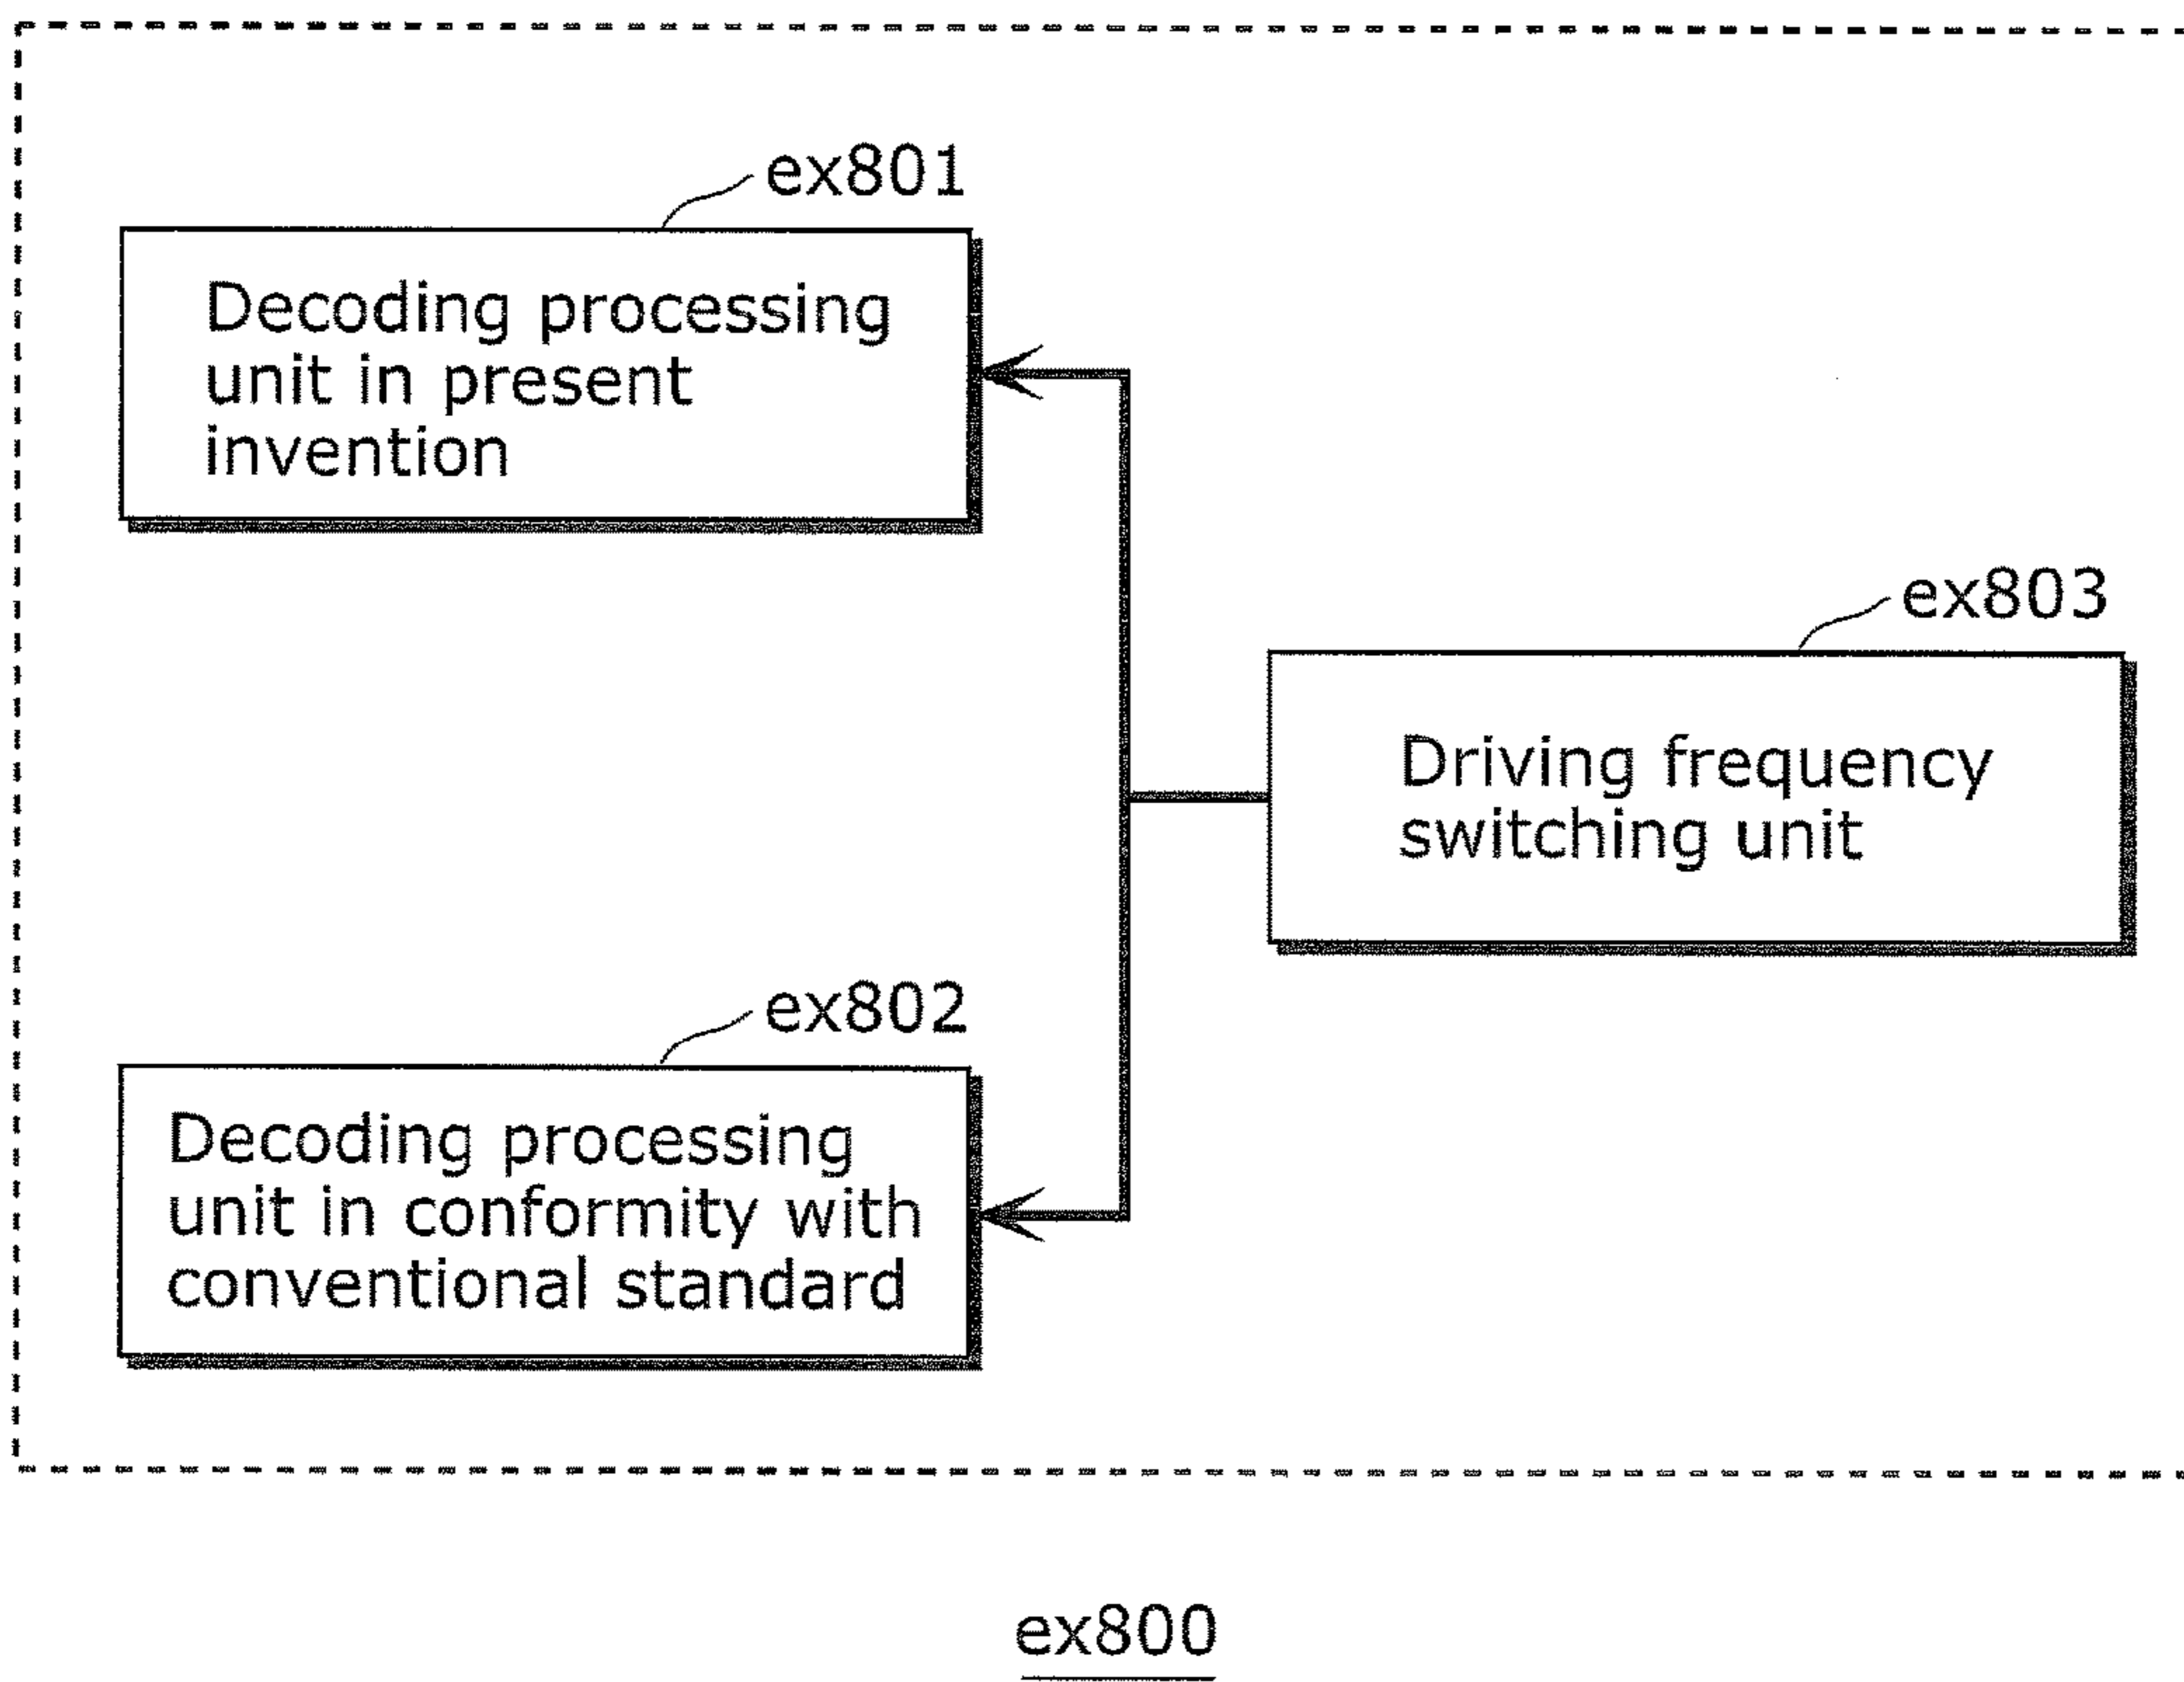 ex801
Decoding processing
unit in present
invention
ex803
Driving frequency
switching unit
ex802
Decoding processing
unit in conformity with
conventional standard
ex800